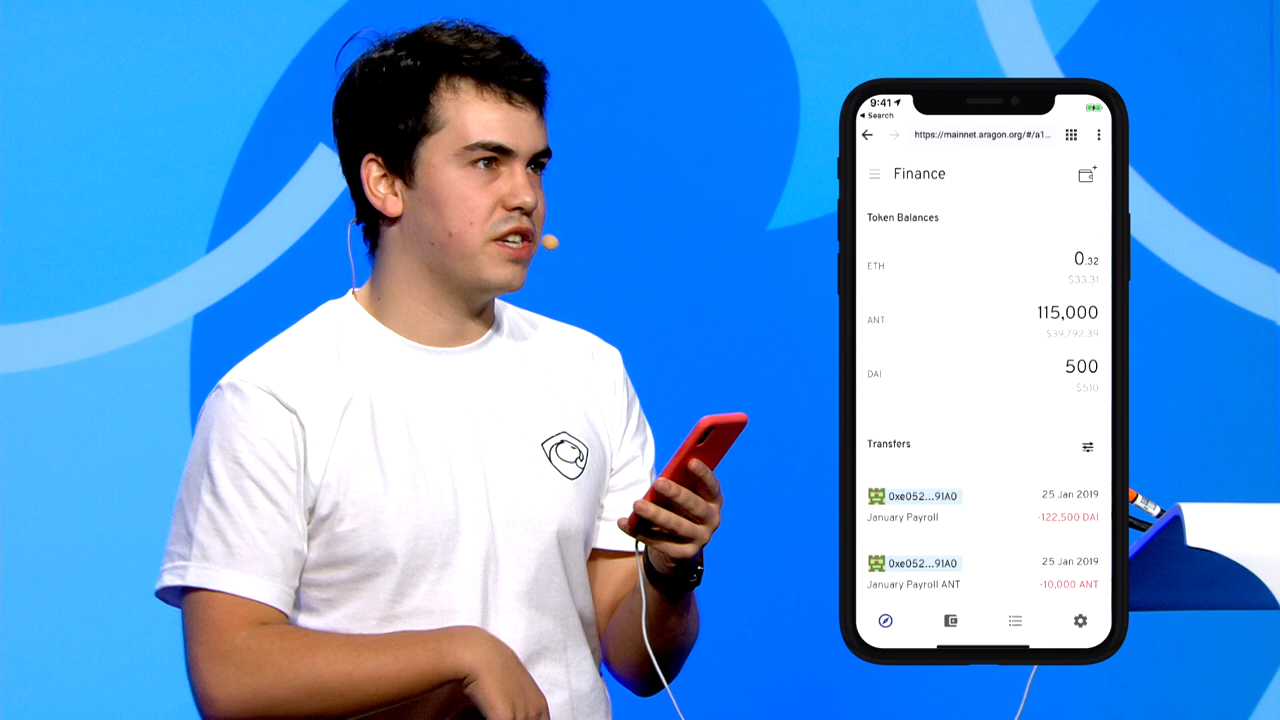 9:41
Search
https://mainnet.aragon.org/#/a1...
Finance
Token Balances
ETH 0.32
$33.31
ANT 115,000
$39,792.39
DAI 500
$510
Transfers
0xe052...91A0 25 Jan 2019
January Payroll -122,500 DAI
0xe052...91A0 25 Jan 2019
January Payroll ANT -10,000 ANT